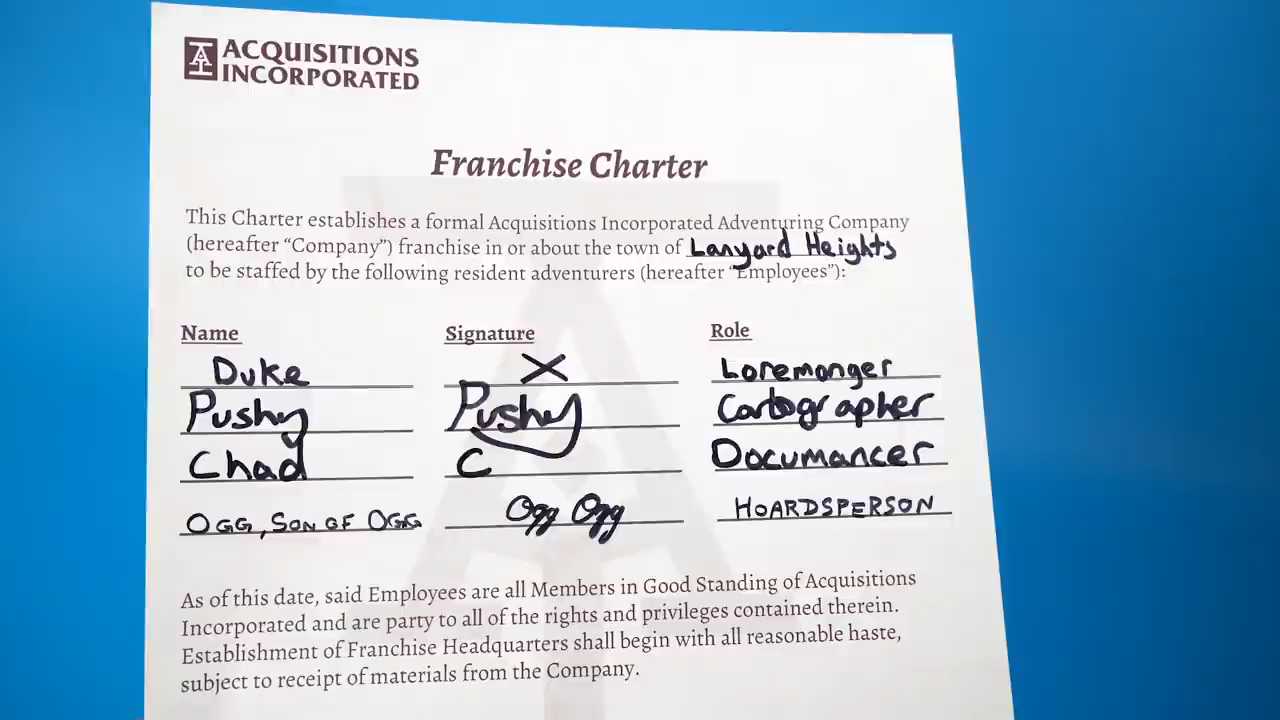 ACQUISITIONS
INCORPORATED
Franchise Charter
This Charter establishes a formal Acquisitions Incorporated Adventuring Company
(hereafter “Company”) franchise in or about the town of Lanyard Heights
to be staffed by the following resident adventurers (hereafter “Employees”):
Name Signature Role
Duke X Loremonger
Pushy Pushy Cartographer
Chad C Documancer
OGG, SON OF OGG Ogg Ogg HOARDSPERSON
As of this date, said Employees are all Members in Good Standing of Acquisitions
Incorporated and are party to all of the rights and privileges contained therein.
Establishment of Franchise Headquarters shall begin with all reasonable haste,
subject to receipt of materials from the Company.